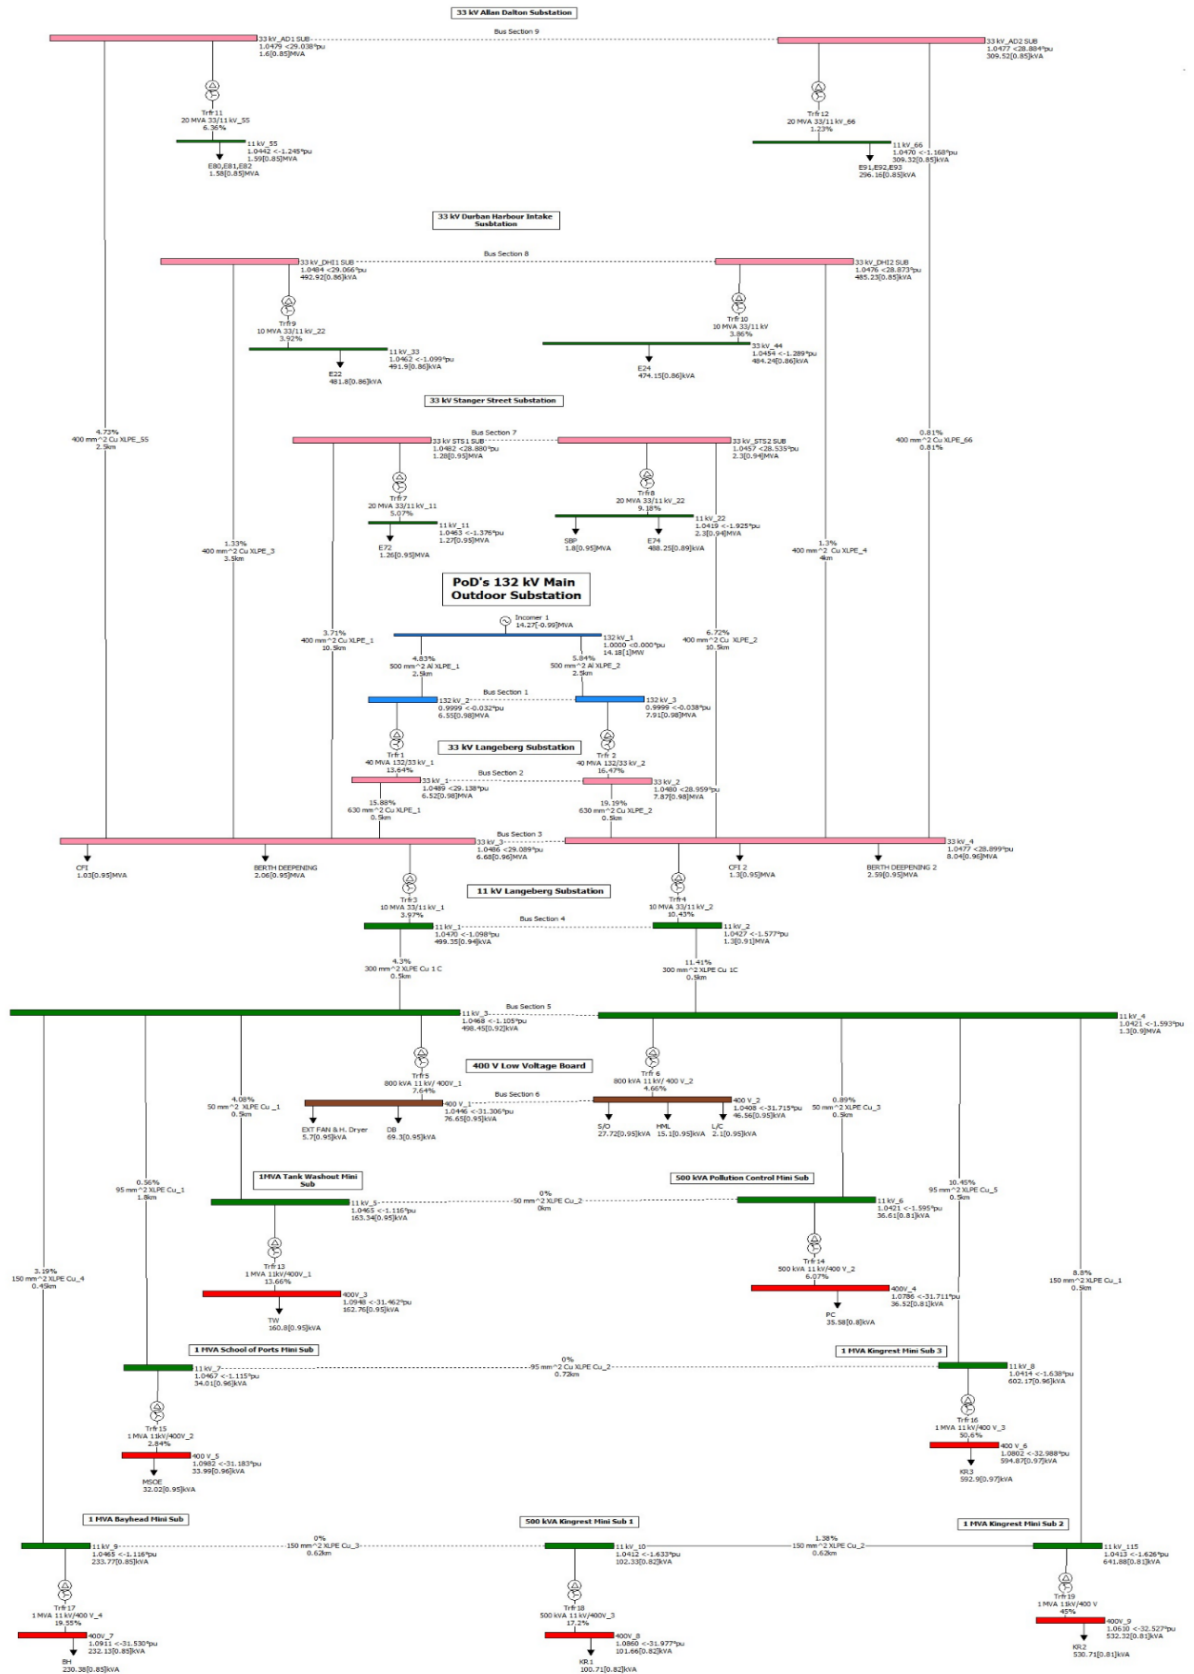 33 kV Allan Dalton Substation
Bus Section 9
33 kV_AD1 SUB
1.0479 <29.038°pu
1.6[0.85]MVA
33 kV_AD2 SUB
1.0477 <28.884°pu
309.52[0.85]kVA
Trfr11
20 MVA 33/11 kV_55
6.36%
Trfr12
20 MVA 33/11 kV_66
1.23%
11 kV_55
1.0442 <-1.248°pu
1.59[0.85]MVA
E80,E81,E82
1.58[0.85]MVA
11 kV_66
1.0470 <-1.168°pu
309.32[0.85]kVA
E91,E92,E93
296.16[0.85]kVA
33 kV Durban Harbour Intake
Susbtation
Bus Section 8
33 kV_DHI1 SUB
1.0484 <29.066°pu
492.92[0.86]kVA
33 kV_DHI2 SUB
1.0476 <28.873°pu
485.23[0.85]kVA
Trfr9
10 MVA 33/11 kV_22
3.92%
Trfr10
10 MVA 33/11 kV
3.86%
11 kV_33
1.0462 <-1.099°pu
491.9[0.86]kVA
E22
481.8[0.86]kVA
33 kV_44
1.0454 <-1.289°pu
484.24[0.86]kVA
E24
474.15[0.86]kVA
33 kV Stanger Street Substation
4.73%
400 mm^2 Cu XLPE_55
2.5km
0.81%
400 mm^2 Cu XLPE_66
0.81%
Bus Section 7
33 kV STS1 SUB
1.0482 <28.880°pu
1.28[0.95]MVA
33 kV_STS2 SUB
1.0457 <28.535°pu
2.3[0.94]MVA
Trfr7
20 MVA 33/11 kV_11
5.07%
Trfr8
20 MVA 33/11 kV_22
9.18%
11 kV_11
1.0463 <-1.376°pu
1.27[0.95]MVA
E72
1.26[0.95]MVA
11 kV_22
1.0419 <-1.925°pu
2.3[0.94]MVA
SBP
1.8[0.95]MVA
E74
488.25[0.89]kVA
1.33%
400 mm^2 Cu XLPE_3
3.5km
1.3%
400 mm^2 Cu XLPE_4
4km
PoD's 132 kV Main
Outdoor Substation
Incomer 1
14.27[-0.99]MVA
3.71%
400 mm^2 Cu XLPE_1
10.5km
6.72%
400 mm^2 Cu XLPE_2
10.5km
132 kV_1
1.0000 <0.000°pu
14.18[1]MW
4.83%
500 mm^2 Al XLPE_1
2.5km
5.84%
500 mm^2 Al XLPE_2
2.5km
Bus Section 1
132 kV_2
0.9999 <-0.032°pu
6.55[0.98]MVA
132 kV_3
0.9999 <-0.038°pu
7.91[0.98]MVA
33 kV Langeberg Substation
Trfr1
40 MVA 132/33 kV_1
13.64%
Trfr 2
40 MVA 132/33 kV_2
16.47%
Bus Section 2
33 kV_1
1.0489 <29.138°pu
6.52[0.98]MVA
33 kV_2
1.0480 <28.959°pu
7.87[0.98]MVA
15.88%
630 mm^2 Cu XLPE_1
0.5km
19.19%
630 mm^2 Cu XLPE_2
0.5km
Bus Section 3
33 kV_3
1.0486 <29.089°pu
6.68[0.96]MVA
33 kV_4
1.0477 <28.899°pu
8.04[0.96]MVA
CFI
1.03[0.95]MVA
BERTH DEEPENING
2.06[0.95]MVA
CFI 2
1.3[0.95]MVA
BERTH DEEPENING 2
2.59[0.95]MVA
11 kV Langeberg Substation
Trfr3
10 MVA 33/11 kV_1
3.97%
Trfr4
10 MVA 33/11 kV_2
10.43%
Bus Section 4
11 kV_1
1.0470 <-1.098°pu
499.35[0.94]kVA
11 kV_2
1.0427 <-1.577°pu
1.3[0.91]MVA
4.3%
300 mm^2 XLPE Cu 1C
0.5km
11.41%
300 mm^2 XLPE Cu 1C
0.5km
Bus Section 5
11 kV_3
1.0468 <-1.105°pu
498.45[0.92]kVA
11 kV_4
1.0421 <-1.593°pu
1.3[0.9]MVA
400 V Low Voltage Board
Trfr5
800 kVA 11 kV/ 400V_1
7.64%
Trfr 6
800 kVA 11 kV/ 400 V_2
4.66%
4.08%
50 mm^2 XLPE Cu _1
0.5km
0.89%
50 mm^2 XLPE Cu_3
0.5km
Bus Section 6
400 V_1
1.0446 <-31.306°pu
76.65[0.95]kVA
400 V_2
1.0408 <-31.715°pu
46.56[0.95]kVA
EXT FAN & H. Dryer
5.7[0.95]kVA
DB
69.3[0.95]kVA
S/O
27.72[0.95]kVA
HML
15.1[0.95]kVA
L/C
2.1[0.95]kVA
1MVA Tank Washout Mini
Sub
500 kVA Pollution Control Mini Sub
0.56%
95 mm^2 XLPE Cu_1
1.8km
10.45%
95 mm^2 XLPE Cu_5
0.5km
0%
50 mm^2 XLPE Cu_2
0km
11 kV_5
1.0465 <-1.116°pu
163.34[0.95]kVA
11 kV_6
1.0421 <-1.595°pu
36.61[0.81]kVA
Trfr13
1 MVA 11kV/400V_1
13.66%
Trfr14
500 kVA 11 kV/400 V_2
6.07%
3.19%
150 mm^2 XLPE Cu_4
0.45km
8.8%
150 mm^2 XLPE Cu_1
0.5km
400V_3
1.0948 <-31.462°pu
162.76[0.95]kVA
TW
160.8[0.95]kVA
400V_4
1.0786 <-31.711°pu
36.52[0.81]kVA
PC
35.58[0.8]kVA
1 MVA School of Ports Mini Sub
1 MVA Kingrest Mini Sub 3
0%
95 mm^2 Cu XLPE Cu_2
0.72km
11 kV_7
1.0467 <-1.115°pu
34.01[0.96]kVA
11 kV_8
1.0414 <-1.638°pu
602.17[0.96]kVA
Trfr15
1 MVA 11kV/400V_2
2.84%
Trfr16
1 MVA 11 kV/400 V_3
50.6%
400 V_5
1.0982 <-31.183°pu
33.99[0.96]kVA
MSOE
32.02[0.95]kVA
400 V_6
1.0802 <-32.988°pu
594.87[0.97]kVA
KR3
592.9[0.97]kVA
1 MVA Bayhead Mini Sub
500 kVA Kingrest Mini Sub 1
1 MVA Kingrest Mini Sub 2
0%
150 mm^2 XLPE Cu_3
0.62km
1.38%
150 mm^2 XLPE Cu_2
0.62km
11 kV_9
1.0465 <-1.116°pu
233.77[0.85]kVA
11 kV_10
1.0412 <-1.633°pu
102.33[0.82]kVA
11 kV_115
1.0413 <-1.626°pu
641.88[0.81]kVA
Trfr17
1 MVA 11 kV/400 V_4
19.55%
Trfr18
500 kVA 11 kV/400V_3
17.2%
Trfr19
1 MVA 11kV/400 V
45%
400V_7
1.0911 <-31.530°pu
232.13[0.85]kVA
BH
230.38[0.85]kVA
400V_8
1.0860 <-31.977°pu
101.66[0.82]kVA
KR1
100.71[0.82]kVA
400V_9
1.0610 <-32.527°pu
532.32[0.81]kVA
KR2
530.71[0.81]kVA